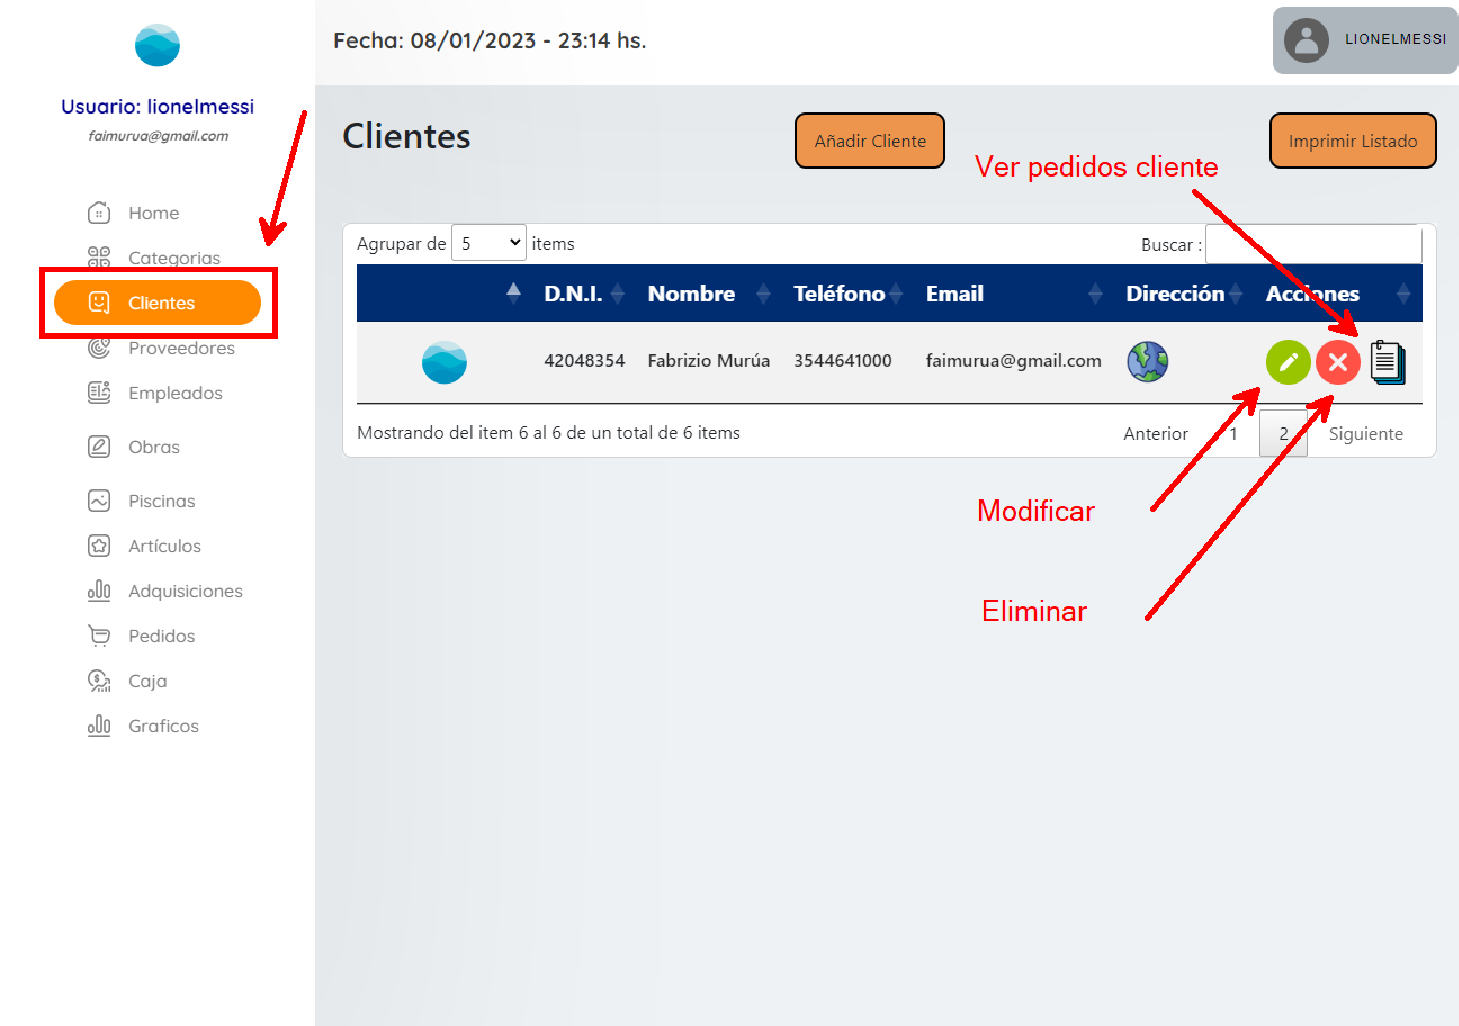 Usuario: lionelmessi
faimurua@gmail.com
Home
Categorias
Clientes
Proveedores
Empleados
Obras
Piscinas
Artículos
Adquisiciones
Pedidos
Caja
Graficos
Fecha: 08/01/2023 - 23:14 hs.
LIONELMESSI
Clientes
Añadir Cliente
Imprimir Listado
Ver pedidos cliente
Agrupar de 5 items
Buscar :
D.N.I. Nombre Teléfono Email Dirección Acciones
42048354 Fabrizio Murúa 3544641000 faimurua@gmail.com
Mostrando del item 6 al 6 de un total de 6 items
Anterior 1 2 Siguiente
Modificar
Eliminar